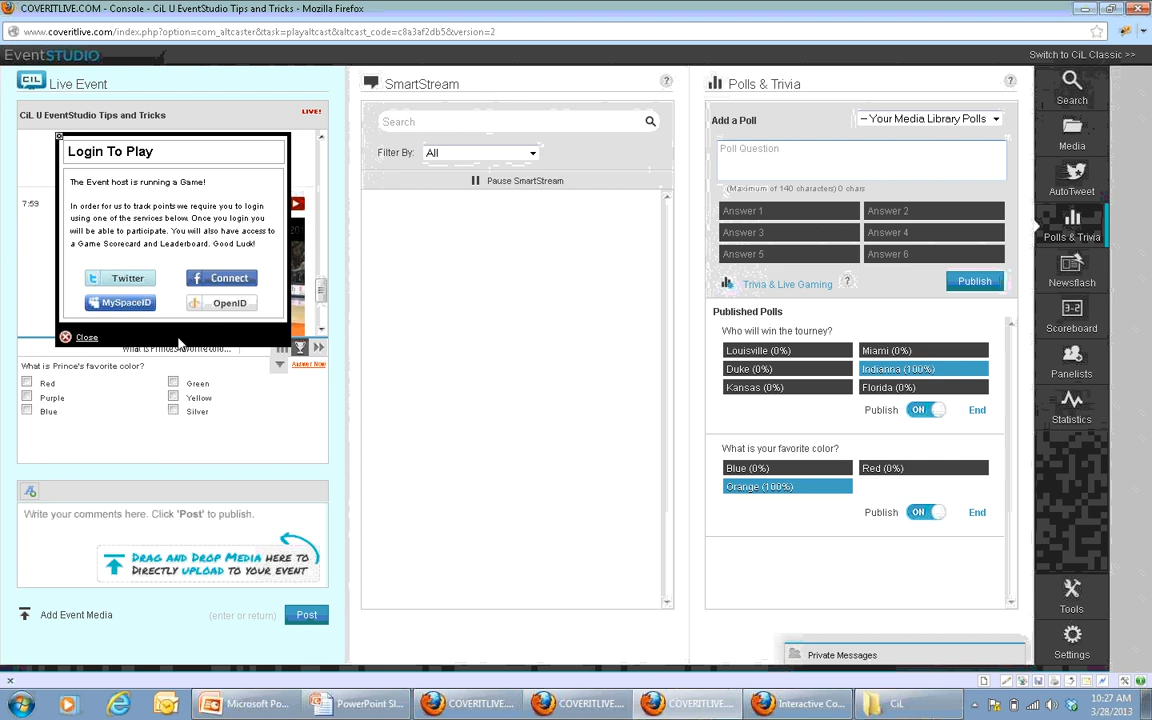 COVERITLIVE.COM - Console - CiL U EventStudio Tips and Tricks - Mozilla Firefox
www.coveritlive.com/index.php?option=com_altcaster&task=playaltcast&altcast_code=c8a3af2db5&version=2
EventSTUDIO
Switch to CiL Classic >>
CiL Live Event
CiL U EventStudio Tips and Tricks
LIVE!
7:59
Login To Play
The Event host is running a Game!
In order for us to track points we require you to login
using one of the services below. Once you login you
will be able to participate. You will also have access to
a Game Scorecard and Leaderboard. Good Luck!
Twitter
Connect
MySpaceID
OpenID
Close
What is Prince's favorite color...
Answer Now
What is Prince's favorite color?
Red
Green
Purple
Yellow
Blue
Silver
Write your comments here. Click 'Post' to publish.
DRAG AND DROP MEDIA HERE TO
DIRECTLY UPLOAD TO YOUR EVENT
Add Event Media
(enter or return)
Post
SmartStream
?
Search
Filter By:
All
Pause SmartStream
Polls & Trivia
?
Add a Poll
-- Your Media Library Polls
Poll Question
(Maximum of 140 characters) 0 chars
Answer 1
Answer 2
Answer 3
Answer 4
Answer 5
Answer 6
Trivia & Live Gaming
?
Publish
Published Polls
Who will win the tourney?
Louisville (0%)
Miami (0%)
Duke (0%)
Indianna (100%)
Kansas (0%)
Florida (0%)
Publish
ON
End
What is your favorite color?
Blue (0%)
Red (0%)
Orange (100%)
Publish
ON
End
Private Messages
Search
Media
AutoTweet
Polls & Trivia
Newsflash
3-2
Scoreboard
Panelists
Statistics
Tools
Settings
Microsoft Po...
PowerPoint Sl...
COVERITLIVE....
COVERITLIVE....
COVERITLIVE....
Interactive Co...
CiL
10:27 AM
3/28/2013